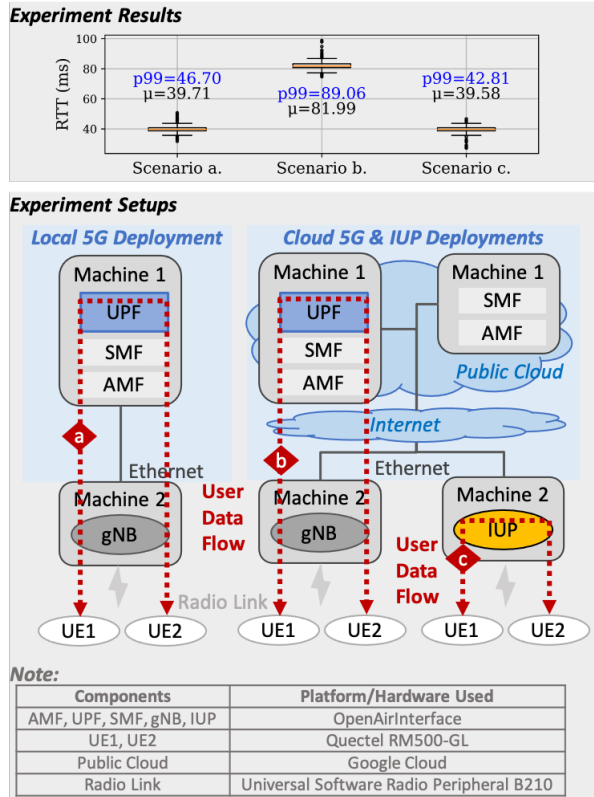 Experiment Results
RTT (ms)
100
80
60
40
p99=46.70
μ=39.71
p99=89.06
μ=81.99
p99=42.81
μ=39.58
Scenario a.
Scenario b.
Scenario c.
Experiment Setups
Local 5G Deployment
Cloud 5G & IUP Deployments
Machine 1
UPF
SMF
AMF
a
Ethernet
Machine 2
gNB
UE1
UE2
Machine 1
UPF
SMF
AMF
Machine 1
SMF
AMF
Public Cloud
Internet
b
Ethernet
Machine 2
gNB
User
Data
Flow
Radio Link
UE1
UE2
Machine 2
IUP
c
User
Data
Flow
UE1
UE2
Note:
Components Platform/Hardware Used
AMF, UPF, SMF, gNB, IUP OpenAirInterface
UE1, UE2 Quectel RM500-GL
Public Cloud Google Cloud
Radio Link Universal Software Radio Peripheral B210